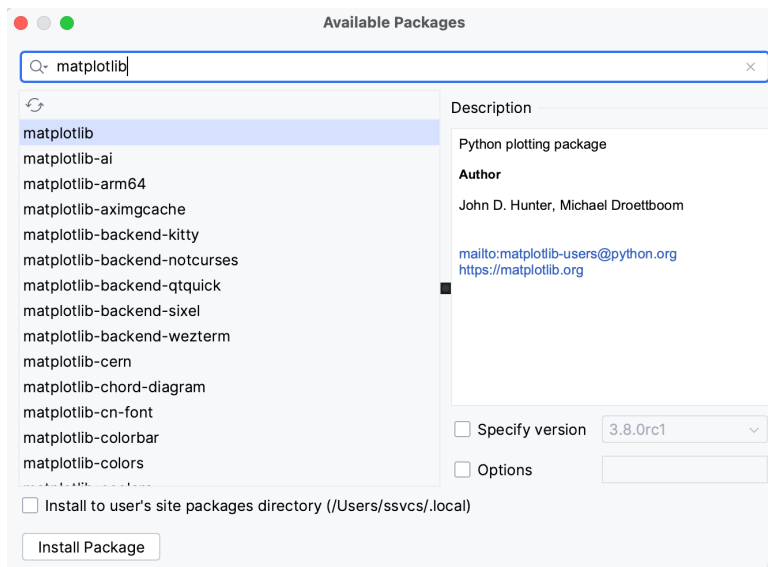 Available Packages
matplotlib
matplotlib
matplotlib-ai
matplotlib-arm64
matplotlib-aximgcache
matplotlib-backend-kitty
matplotlib-backend-notcurses
matplotlib-backend-qtquick
matplotlib-backend-sixel
matplotlib-backend-wezterm
matplotlib-cern
matplotlib-chord-diagram
matplotlib-cn-font
matplotlib-colorbar
matplotlib-colors
Description
Python plotting package
Author
John D. Hunter, Michael Droettboom
mailto:matplotlib-users@python.org
https://matplotlib.org
Specify version
3.8.0rc1
Options
Install to user's site packages directory (/Users/ssvcs/.local)
Install Package